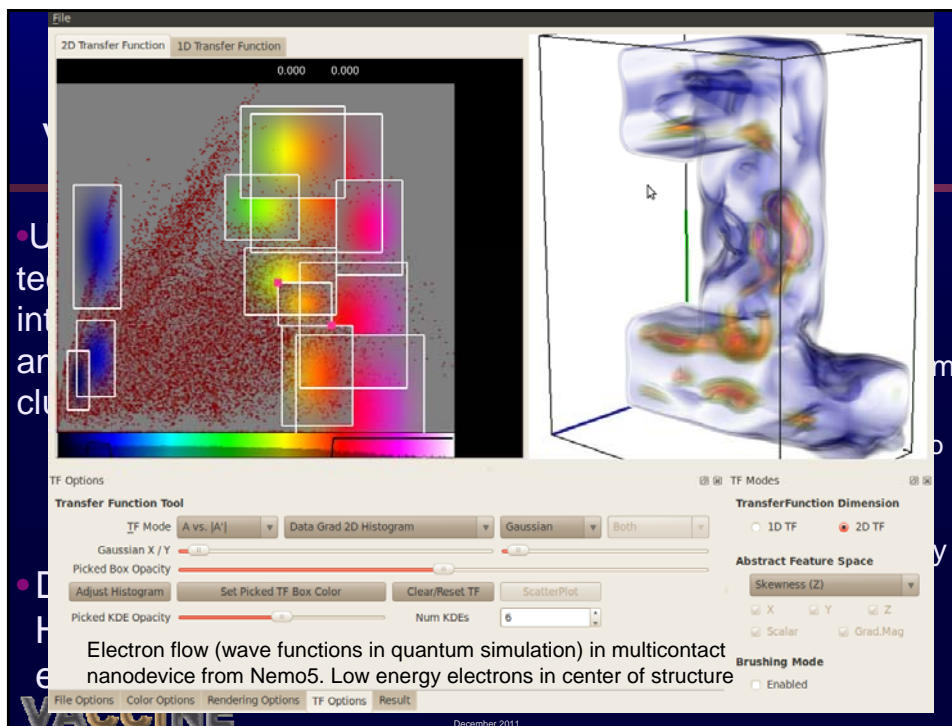 File
2D Transfer Function 1D Transfer Function
0.000 0.000
TF Options
TF Modes
Transfer Function Tool
TF Mode A vs. |A'| Data Grad 2D Histogram Gaussian Both
Gaussian X / Y
Picked Box Opacity
Adjust Histogram Set Picked TF Box Color Clear/Reset TF ScatterPlot
Picked KDE Opacity Num KDEs 6
TransferFunction Dimension
1D TF 2D TF
Abstract Feature Space
Skewness (Z)
X Y Z
Scalar Grad.Mag
Brushing Mode
Enabled
Electron flow (wave functions in quantum simulation) in multicontact
nanodevice from Nemo5. Low energy electrons in center of structure
File Options Color Options Rendering Options TF Options Result
VACCINE
December 2011